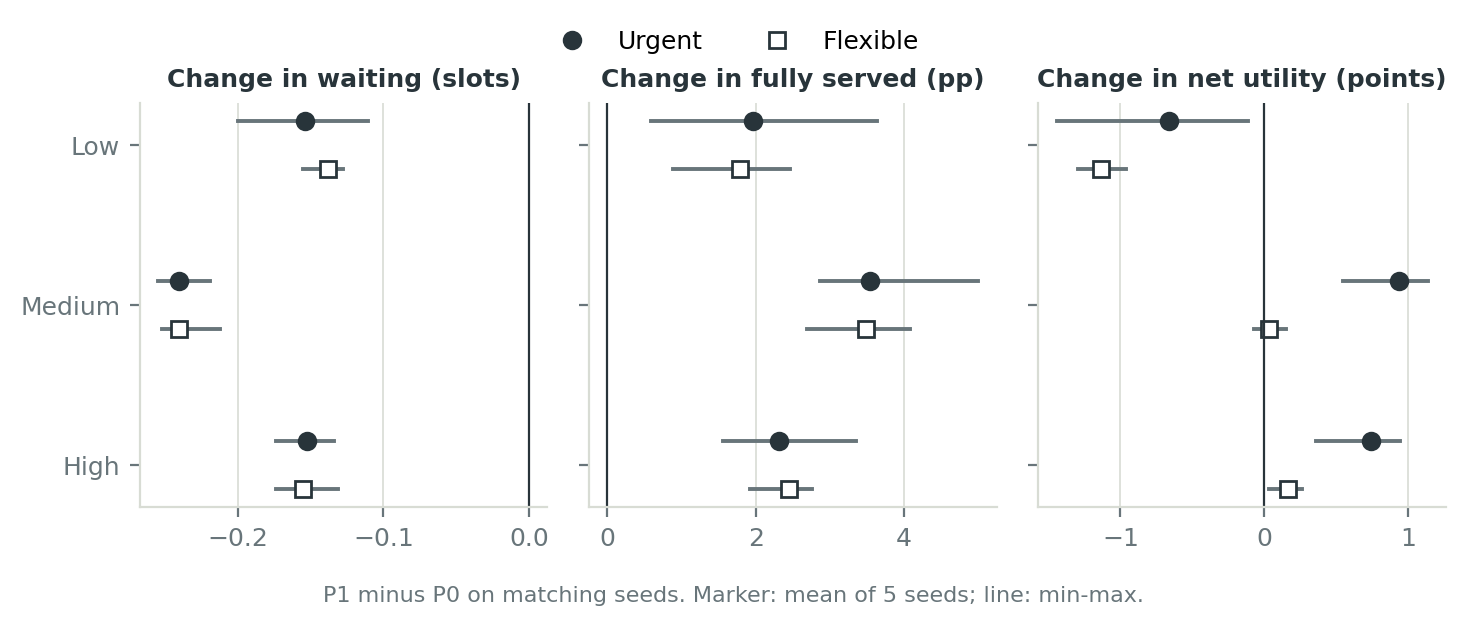 Urgent Flexible
Change in waiting (slots) Change in fully served (pp) Change in net utility (points)
Low
Medium
High
−0.2 −0.1 0.0 0 2 4 −1 0 1
P1 minus P0 on matching seeds. Marker: mean of 5 seeds; line: min-max.